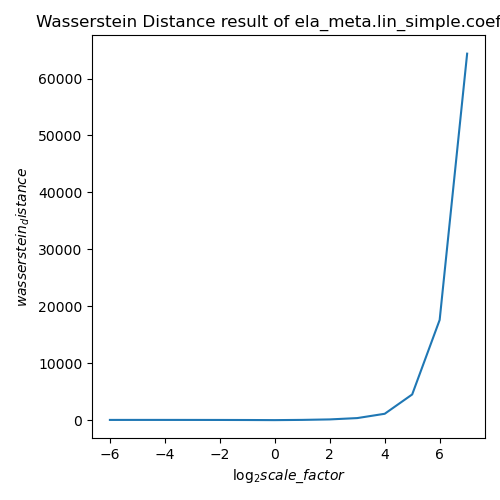 Wasserstein Distance result of ela_meta.lin_simple.coef
60000
50000
40000
30000
20000
10000
0
wasserstein_distance
−6 −4 −2 0 2 4 6
log₂scale_factor